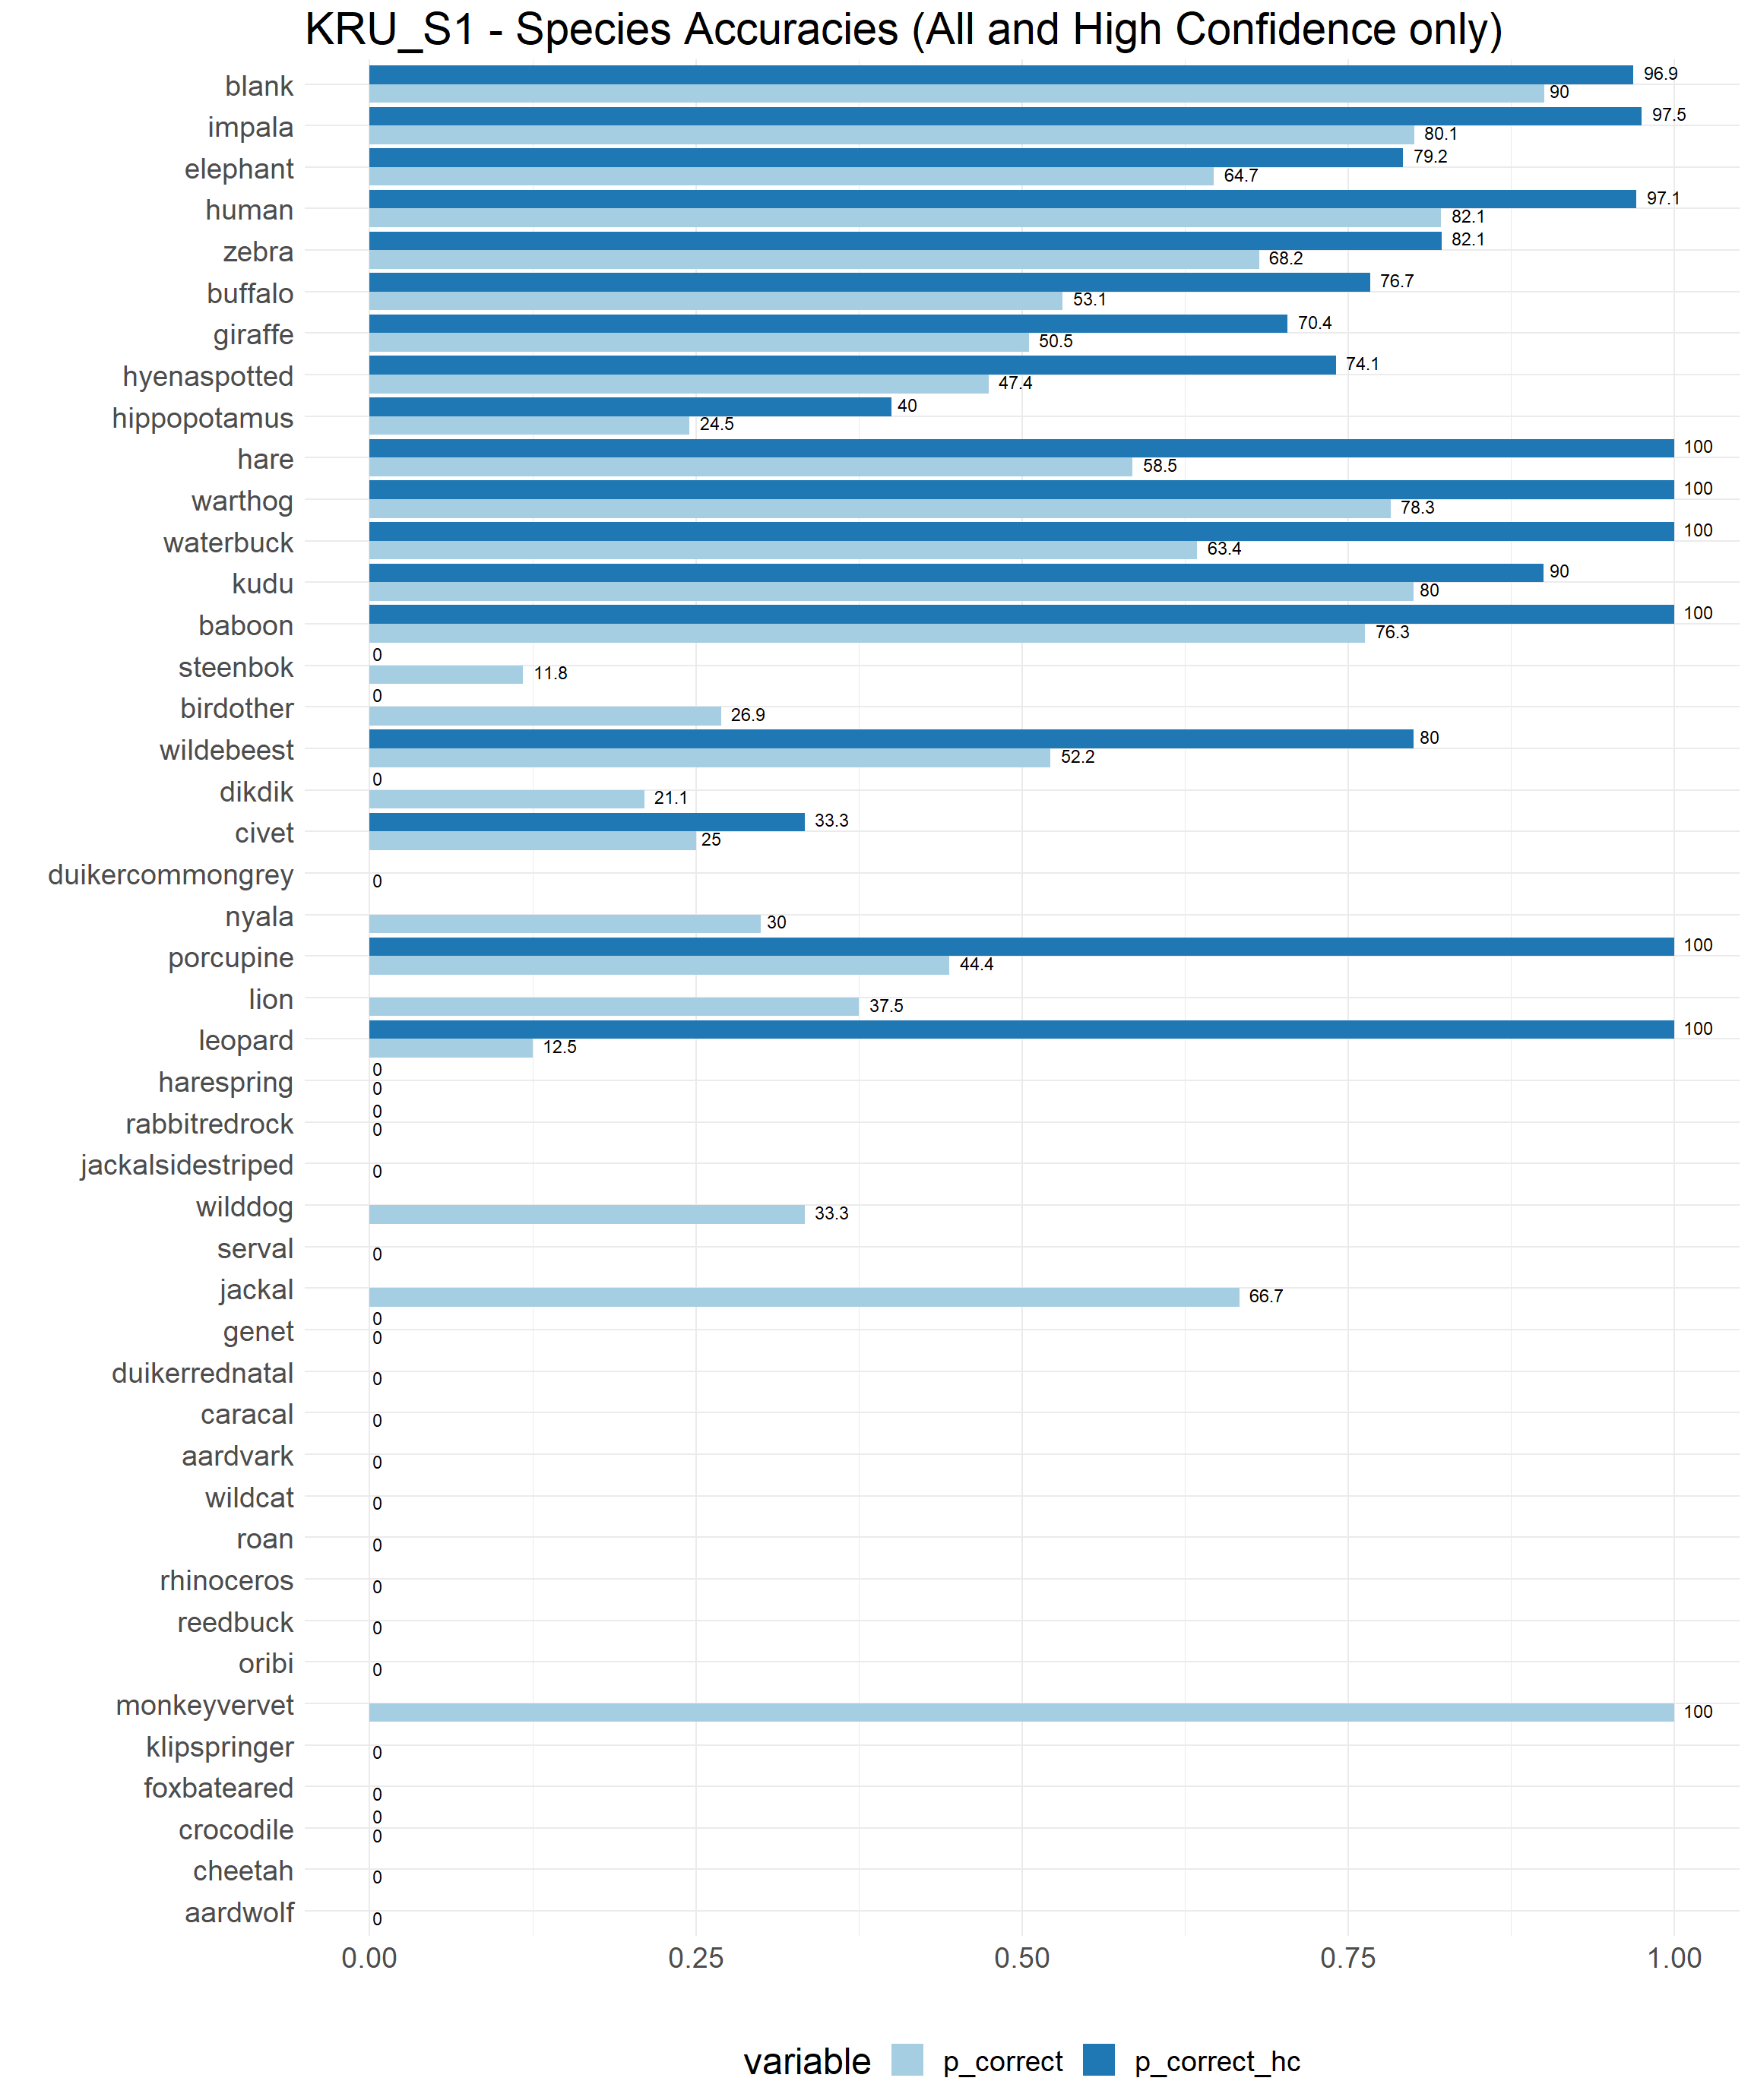 KRU_S1 - Species Accuracies (All and High Confidence only)
blank 96.9
90
impala 97.5
80.1
elephant 79.2
64.7
human 97.1
82.1
zebra 82.1
68.2
buffalo 76.7
53.1
giraffe 70.4
50.5
hyenaspotted 74.1
47.4
hippopotamus 40
24.5
hare 100
58.5
warthog 100
78.3
waterbuck 100
63.4
kudu 90
80
baboon 100
76.3
steenbok 0
11.8
birdother 0
26.9
wildebeest 80
52.2
dikdik 0
21.1
civet 33.3
25
duikercommongrey 0
nyala 30
porcupine 100
44.4
lion 37.5
leopard 100
12.5
harespring 0
0
rabbitredrock 0
0
jackalsidestriped 0
wilddog 33.3
serval 0
jackal 66.7
genet 0
0
duikerrednatal 0
caracal 0
aardvark 0
wildcat 0
roan 0
rhinoceros 0
reedbuck 0
oribi 0
monkeyvervet 100
klipspringer 0
foxbateared 0
crocodile 0
0
cheetah 0
aardwolf 0
0.00 0.25 0.50 0.75 1.00
variable p_correct p_correct_hc